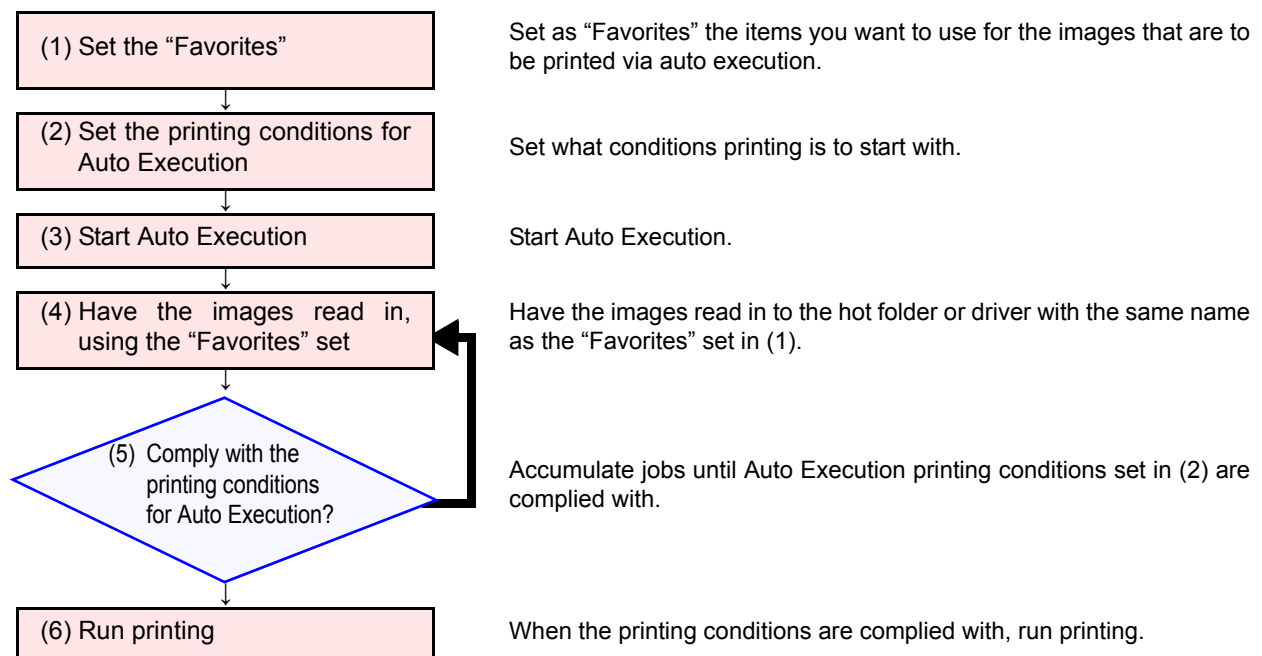 (1) Set the “Favorites”
Set as “Favorites” the items you want to use for the images that are to
be printed via auto execution.
↓
(2) Set the printing conditions for
Auto Execution
Set what conditions printing is to start with.
↓
(3) Start Auto Execution
Start Auto Execution.
↓
(4) Have the images read in,
using the “Favorites” set
Have the images read in to the hot folder or driver with the same name
as the “Favorites” set in (1).
↓
(5) Comply with the
printing conditions
for Auto Execution?
Accumulate jobs until Auto Execution printing conditions set in (2) are
complied with.
↓
(6) Run printing
When the printing conditions are complied with, run printing.